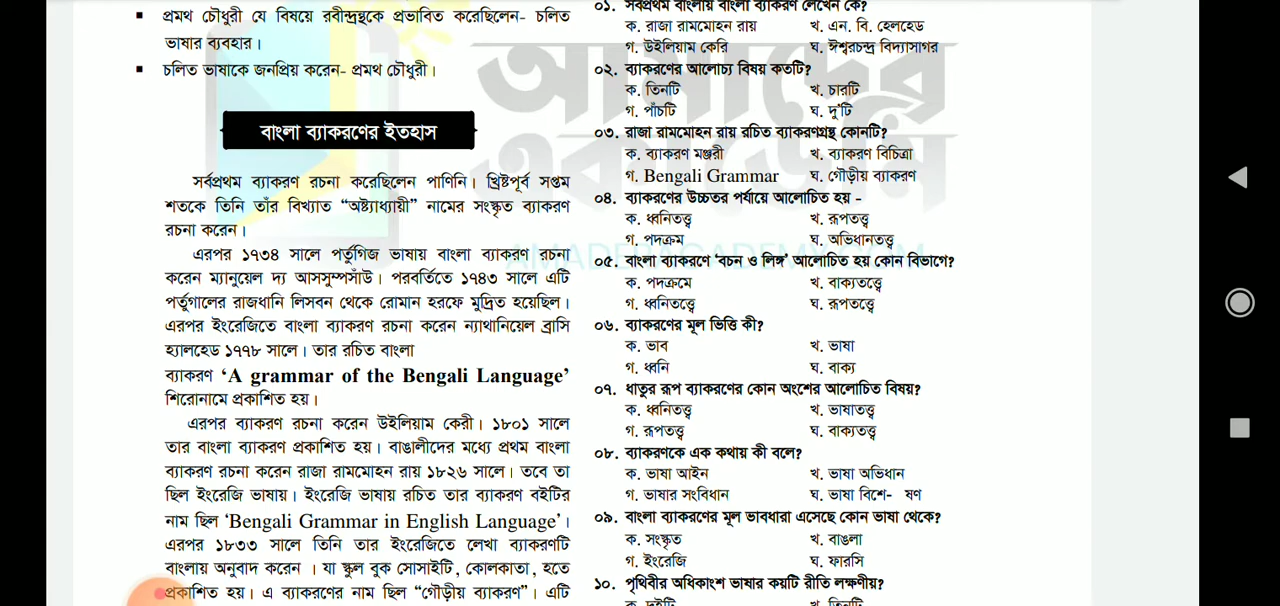 ▪ প্রমথ চৌধুরী যে বিষয়ে রবীন্দ্রন্থকে প্রভাবিত করেছিলেন- চলিত
ভাষার ব্যবহার।
▪ চলিত ভাষাকে জনপ্রিয় করেন- প্রমথ চৌধুরী।
বাংলা ব্যাকরণের ইতহাস
সর্বপ্রথম ব্যাকরণ রচনা করেছিলেন পাণিনি। খ্রিষ্টপূর্ব সপ্তম
শতকে তিনি তাঁর বিখ্যাত “অষ্ট্যাধ্যায়ী” নামের সংস্কৃত ব্যাকরণ
রচনা করেন।
এরপর ১৭৩৪ সালে পর্তুগিজ ভাষায় বাংলা ব্যাকরণ রচনা
করেন ম্যানুয়েল দ্য আসসুম্পসাঁউ। পরবর্তিতে ১৭৪৩ সালে এটি
পর্তুগালের রাজধানি লিসবন থেকে রোমান হরফে মুদ্রিত হয়েছিল।
এরপর ইংরেজিতে বাংলা ব্যাকরণ রচনা করেন ন্যাথানিয়েল ব্রাসি
হ্যালহেড ১৭৭৮ সালে। তার রচিত বাংলা
ব্যাকরণ ‘A grammar of the Bengali Language’
শিরোনামে প্রকাশিত হয়।
এরপর ব্যাকরণ রচনা করেন উইলিয়াম কেরী। ১৮০১ সালে
তার বাংলা ব্যাকরণ প্রকাশিত হয়। বাঙালীদের মধ্যে প্রথম বাংলা
ব্যাকরণ রচনা করেন রাজা রামমোহন রায় ১৮২৬ সালে। তবে তা
ছিল ইংরেজি ভাষায়। ইংরেজি ভাষায় রচিত তার ব্যাকরণ বইটির
নাম ছিল ‘Bengali Grammar in English Language’।
এরপর ১৮৩৩ সালে তিনি তার ইংরেজিতে লেখা ব্যাকরণটি
বাংলায় অনুবাদ করেন । যা স্কুল বুক সোসাইটি, কোলকাতা, হতে
প্রকাশিত হয়। এ ব্যাকরণের নাম ছিল “গৌড়ীয় ব্যাকরণ”। এটি
০১. সর্বপ্রথম বাংলায় বাংলা ব্যাকরণ লেখেন কে?
ক. রাজা রামমোহন রায় খ. এন. বি. হেলহেড
গ. উইলিয়াম কেরি ঘ. ঈশ্বরচন্দ্র বিদ্যাসাগর
০২. ব্যাকরণের আলোচ্য বিষয় কতটি?
ক. তিনটি খ. চারটি
গ. পাঁচটি ঘ. দু'টি
০৩. রাজা রামমোহন রায় রচিত ব্যাকরণগ্রন্থ কোনটি?
ক. ব্যাকরণ মঞ্জরী খ. ব্যাকরণ বিচিত্রা
গ. Bengali Grammar ঘ. গৌড়ীয় ব্যাকরণ
০৪. ব্যাকরণের উচ্চতর পর্যায়ে আলোচিত হয় -
ক. ধ্বনিতত্ত্ব খ. রূপতত্ত্ব
গ. পদক্রম ঘ. অভিধানতত্ত্ব
০৫. বাংলা ব্যাকরণে ‘বচন ও লিঙ্গ’ আলোচিত হয় কোন বিভাগে?
ক. পদক্রমে খ. বাক্যতত্ত্বে
গ. ধ্বনিতত্ত্বে ঘ. রূপতত্ত্বে
০৬. ব্যাকরণের মূল ভিত্তি কী?
ক. ভাব খ. ভাষা
গ. ধ্বনি ঘ. বাক্য
০৭. ধাতুর রূপ ব্যাকরণের কোন অংশের আলোচিত বিষয়?
ক. ধ্বনিতত্ত্ব খ. ভাষাতত্ত্ব
গ. রূপতত্ত্ব ঘ. বাক্যতত্ত্ব
০৮. ব্যাকরণকে এক কথায় কী বলে?
ক. ভাষা আইন খ. ভাষা অভিধান
গ. ভাষার সংবিধান ঘ. ভাষা বিশে- ষণ
০৯. বাংলা ব্যাকরণের মূল ভাবধারা এসেছে কোন ভাষা থেকে?
ক. সংস্কৃত খ. বাঙলা
গ. ইংরেজি ঘ. ফারসি
১০. পৃথিবীর অধিকাংশ ভাষার কয়টি রীতি লক্ষণীয়?
ক. দুইটি খ. তিনটি
আমাদের
একাডেমি
AMADERACADEMY.COM